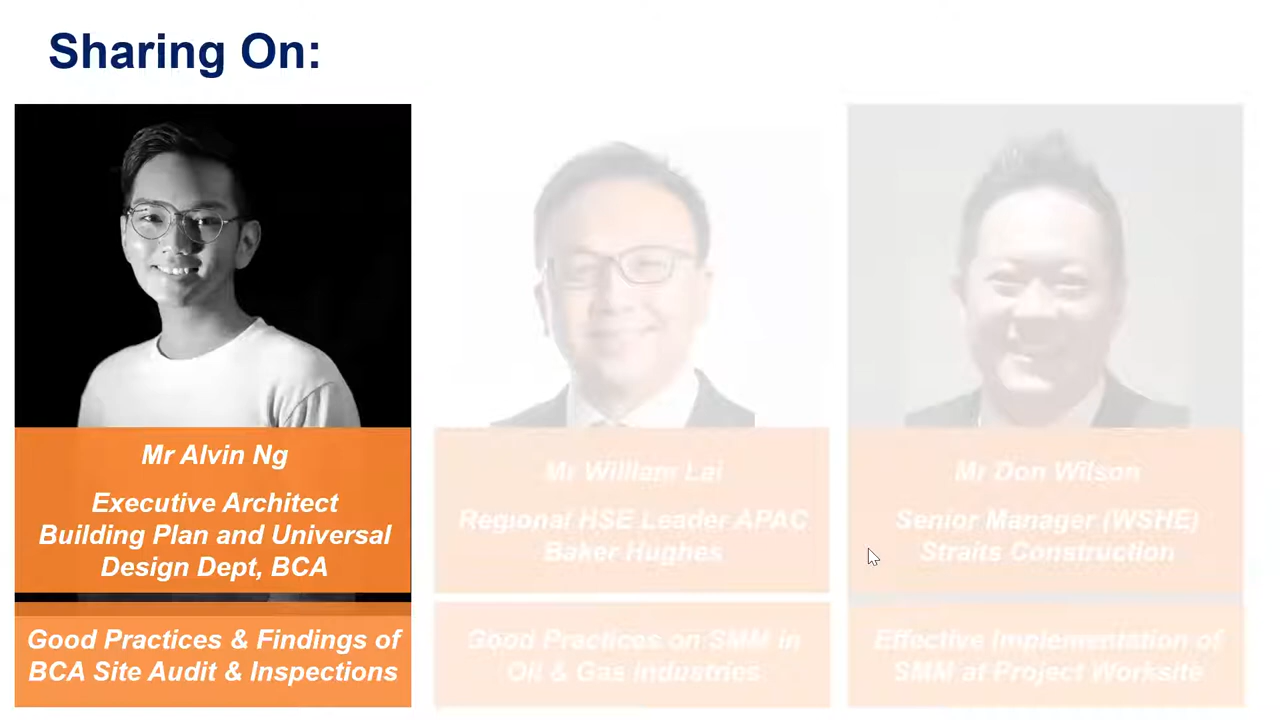 Sharing On:
Mr Alvin Ng
Executive Architect
Building Plan and Universal
Design Dept, BCA
Good Practices & Findings of
BCA Site Audit & Inspections
Mr William Lai
Regional HSE Leader APAC
Baker Hughes
Good Practices on SMM in
Oil & Gas Industries
Mr Don Wilson
Senior Manager (WSHE)
Straits Construction
Effective Implementation of
SMM at Project Worksite